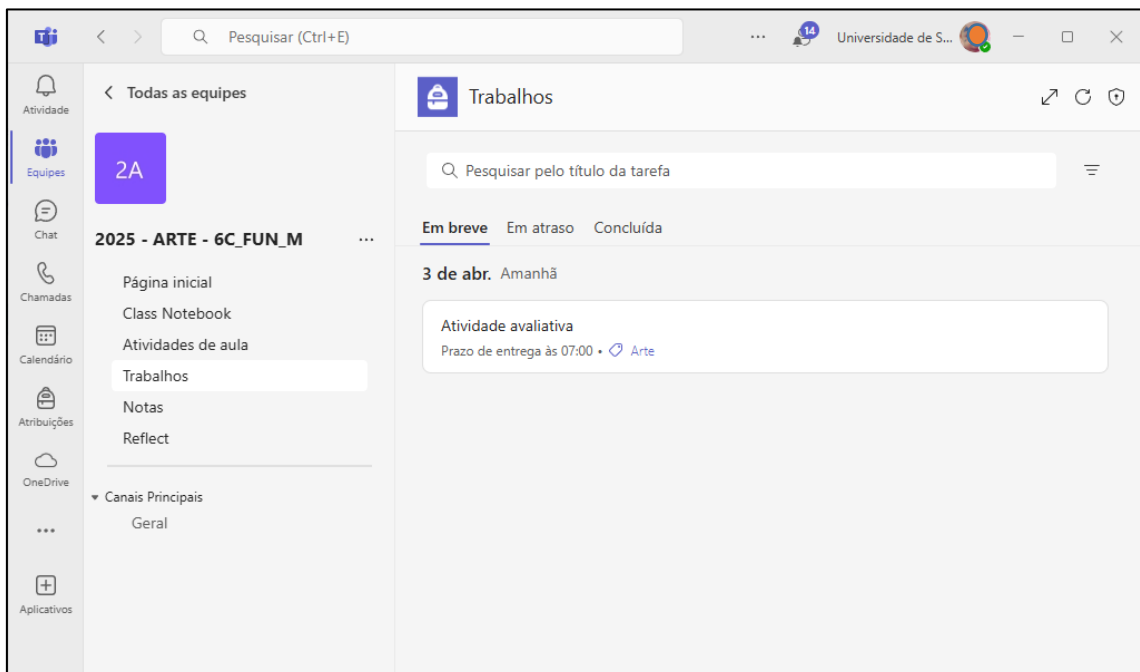 Pesquisar (Ctrl+E)
14
Universidade de S...
Atividade
Equipes
Chat
Chamadas
Calendário
Atribuições
OneDrive
Aplicativos
Todas as equipes
2A
2025 - ARTE - 6C_FUN_M
Página inicial
Class Notebook
Atividades de aula
Trabalhos
Notas
Reflect
Canais Principais
Geral
Trabalhos
Pesquisar pelo título da tarefa
Em breve Em atraso Concluída
3 de abr. Amanhã
Atividade avaliativa
Prazo de entrega às 07:00 • Arte